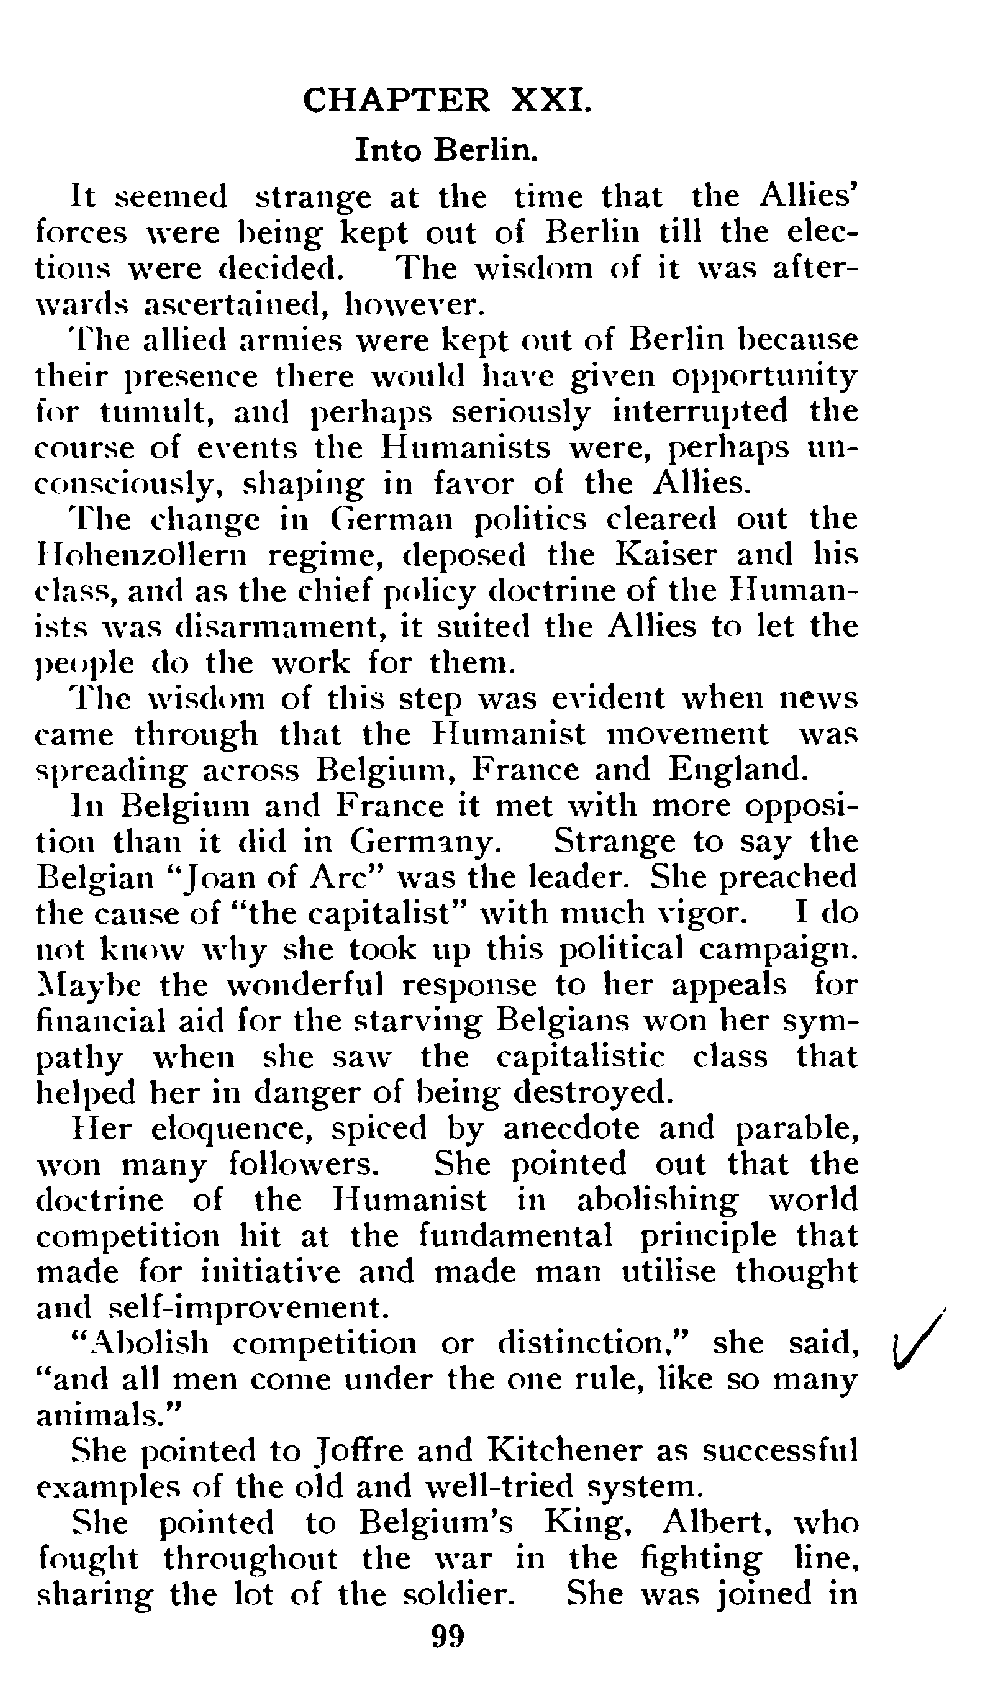 CHAPTER XXI.
Into Berlin.
It seemed strange at the time that the Allies'
forces were being kept out of Berlin till the elec-
tions were decided. The wisdom of it was after-
wards ascertained, however.
The allied armies were kept out of Berlin because
their presence there would have given opportunity
for tumult, and perhaps seriously interrupted the
course of events the Humanists were, perhaps un-
consciously, shaping in favor of the Allies.
The change in German politics cleared out the
Hohenzollern regime, deposed the Kaiser and his
class, and as the chief policy doctrine of the Human-
ists was disarmament, it suited the Allies to let the
people do the work for them.
The wisdom of this step was evident when news
came through that the Humanist movement was
spreading across Belgium, France and England.
In Belgium and France it met with more opposi-
tion than it did in Germany. Strange to say the
Belgian "Joan of Arc" was the leader. She preached
the cause of "the capitalist" with much vigor. I do
not know why she took up this political campaign.
Maybe the wonderful response to her appeals for
financial aid for the starving Belgians won her sym-
pathy when she saw the capitalistic class that
helped her in danger of being destroyed.
Her eloquence, spiced by anecdote and parable,
won many followers. She pointed out that the
doctrine of the Humanist in abolishing world
competition hit at the fundamental principle that
made for initiative and made man utilise thought
and self-improvement.
"Abolish competition or distinction," she said,
"and all men come under the one rule, like so many
animals."
She pointed to Joffre and Kitchener as successful
examples of the old and well-tried system.
She pointed to Belgium's King, Albert, who
fought throughout the war in the fighting line,
sharing the lot of the soldier. She was joined in
99